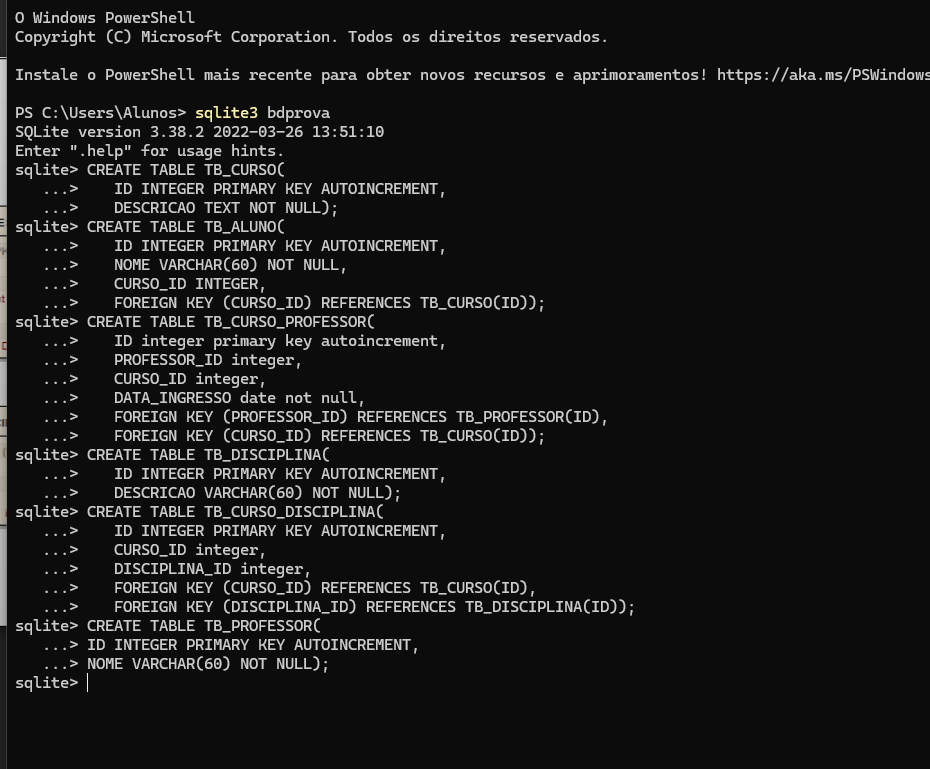 O Windows PowerShell
Copyright (C) Microsoft Corporation. Todos os direitos reservados.
Instale o PowerShell mais recente para obter novos recursos e aprimoramentos! https://aka.ms/PSWindows
PS C:\Users\Alunos> sqlite3 bdprova
SQLite version 3.38.2 2022-03-26 13:51:10
Enter ".help" for usage hints.
sqlite> CREATE TABLE TB_CURSO(
   ...>    ID INTEGER PRIMARY KEY AUTOINCREMENT,
   ...>    DESCRICAO TEXT NOT NULL);
sqlite> CREATE TABLE TB_ALUNO(
   ...>    ID INTEGER PRIMARY KEY AUTOINCREMENT,
   ...>    NOME VARCHAR(60) NOT NULL,
   ...>    CURSO_ID INTEGER,
   ...>    FOREIGN KEY (CURSO_ID) REFERENCES TB_CURSO(ID));
sqlite> CREATE TABLE TB_CURSO_PROFESSOR(
   ...>    ID integer primary key autoincrement,
   ...>    PROFESSOR_ID integer,
   ...>    CURSO_ID integer,
   ...>    DATA_INGRESSO date not null,
   ...>    FOREIGN KEY (PROFESSOR_ID) REFERENCES TB_PROFESSOR(ID),
   ...>    FOREIGN KEY (CURSO_ID) REFERENCES TB_CURSO(ID));
sqlite> CREATE TABLE TB_DISCIPLINA(
   ...>    ID INTEGER PRIMARY KEY AUTOINCREMENT,
   ...>    DESCRICAO VARCHAR(60) NOT NULL);
sqlite> CREATE TABLE TB_CURSO_DISCIPLINA(
   ...>    ID INTEGER PRIMARY KEY AUTOINCREMENT,
   ...>    CURSO_ID integer,
   ...>    DISCIPLINA_ID integer,
   ...>    FOREIGN KEY (CURSO_ID) REFERENCES TB_CURSO(ID),
   ...>    FOREIGN KEY (DISCIPLINA_ID) REFERENCES TB_DISCIPLINA(ID));
sqlite> CREATE TABLE TB_PROFESSOR(
   ...> ID INTEGER PRIMARY KEY AUTOINCREMENT,
   ...> NOME VARCHAR(60) NOT NULL);
sqlite>